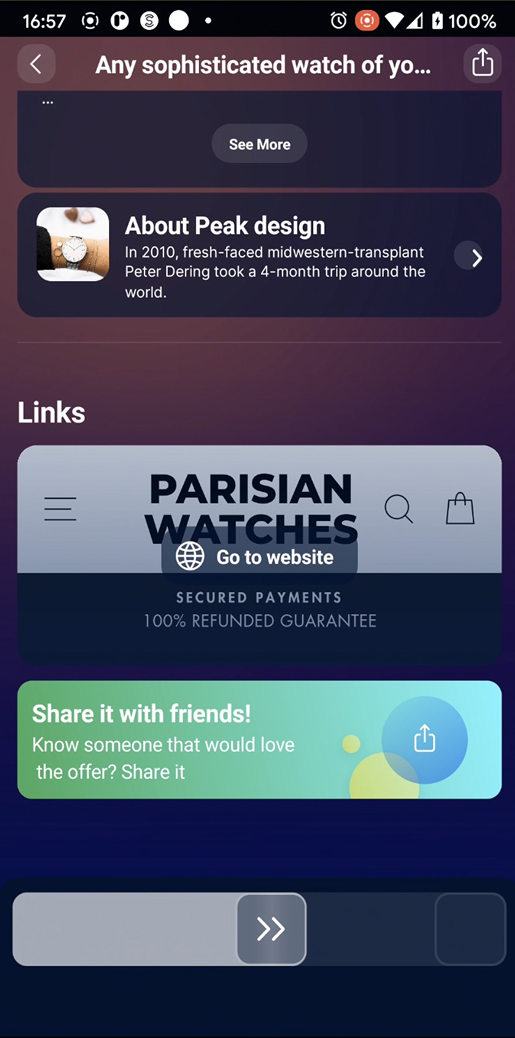 16:57
100%
Any sophisticated watch of yo...
...
See More
About Peak design
In 2010, fresh-faced midwestern-transplant
Peter Dering took a 4-month trip around the
world.
Links
PARISIAN
WATCHES
Go to website
SECURED PAYMENTS
100% REFUNDED GUARANTEE
Share it with friends!
Know someone that would love
the offer? Share it